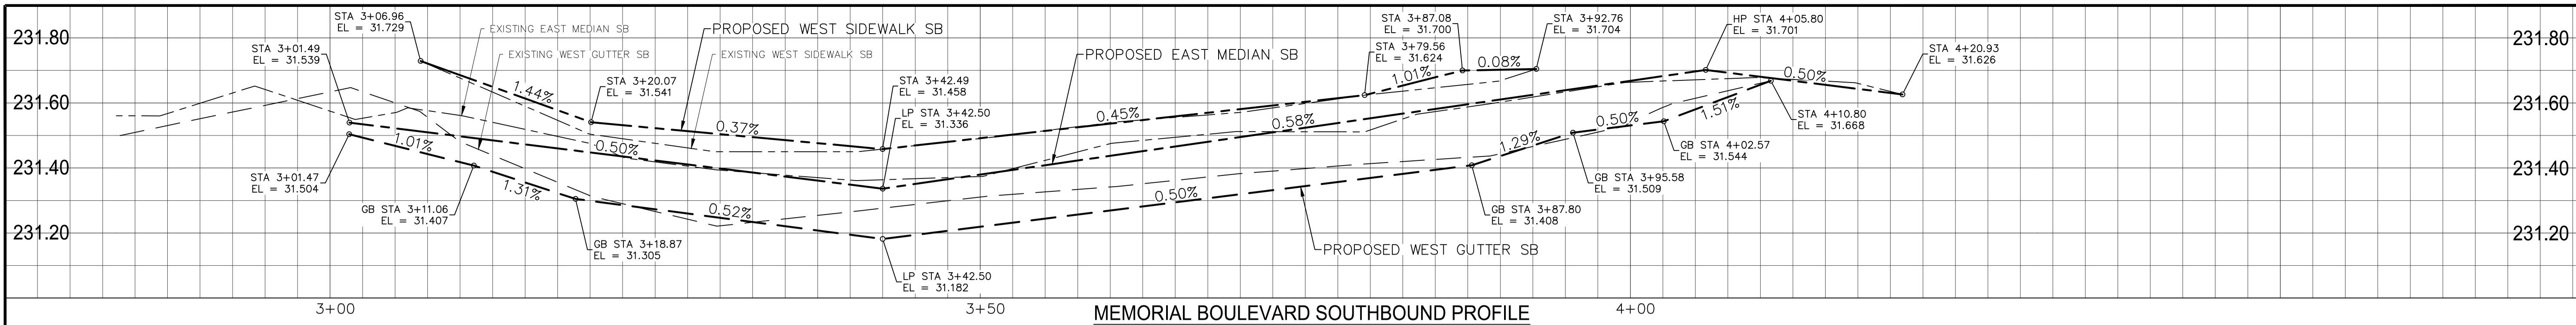 STA 3+06.96
EL = 31.729
EXISTING EAST MEDIAN SB
PROPOSED WEST SIDEWALK SB
STA 3+87.08
EL = 31.700
STA 3+92.76
EL = 31.704
HP STA 4+05.80
EL = 31.701
231.80
231.80
STA 3+01.49
EL = 31.539
EXISTING WEST GUTTER SB
EXISTING WEST SIDEWALK SB
PROPOSED EAST MEDIAN SB
STA 3+79.56
EL = 31.624
1.01%
0.08%
STA 4+20.93
EL = 31.626
1.44%
STA 3+20.07
EL = 31.541
STA 3+42.49
EL = 31.458
0.50%
231.60
231.60
LP STA 3+42.50
EL = 31.336
0.37%
0.45%
0.58%
1.51%
STA 4+10.80
EL = 31.668
1.01%
0.50%
1.29%
0.50%
GB STA 4+02.57
EL = 31.544
231.40
231.40
STA 3+01.47
EL = 31.504
1.31%
GB STA 3+95.58
EL = 31.509
GB STA 3+11.06
EL = 31.407
0.52%
0.50%
GB STA 3+87.80
EL = 31.408
231.20
231.20
GB STA 3+18.87
EL = 31.305
PROPOSED WEST GUTTER SB
LP STA 3+42.50
EL = 31.182
3+00
3+50
MEMORIAL BOULEVARD SOUTHBOUND PROFILE
4+00